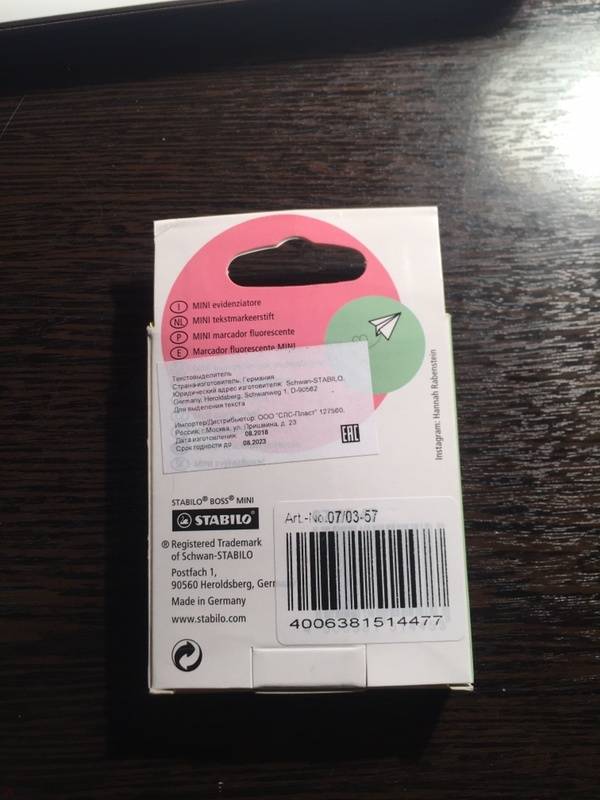 I MINI evidenziatore
NL MINI tekstmarkeerstift
P MINI marcador fluorescente
E Marcador fluorescente MINI
Текстовыделитель
Страна-изготовитель: Германия
Юридический адрес изготовителя: Schwan-STABILO,
Germany, Heroldsberg, Schwanweg 1, D-90562
Для выделения текста
Импортер/Дистрибьютор: ООО "СЛС-Пласт" 127560,
Россия, г.Москва, ул. Пришвина, д. 23
Дата изготовления: 08.2018
Срок годности до 08.2023
EAC
Instagram: Hannah Rabenstein
STABILO® BOSS® MINI
STABILO®
® Registered Trademark
of Schwan-STABILO
Postfach 1,
90560 Heroldsberg,
Made in Germany
www.stabilo.com
Art.-No.07/03-57
4006381514477